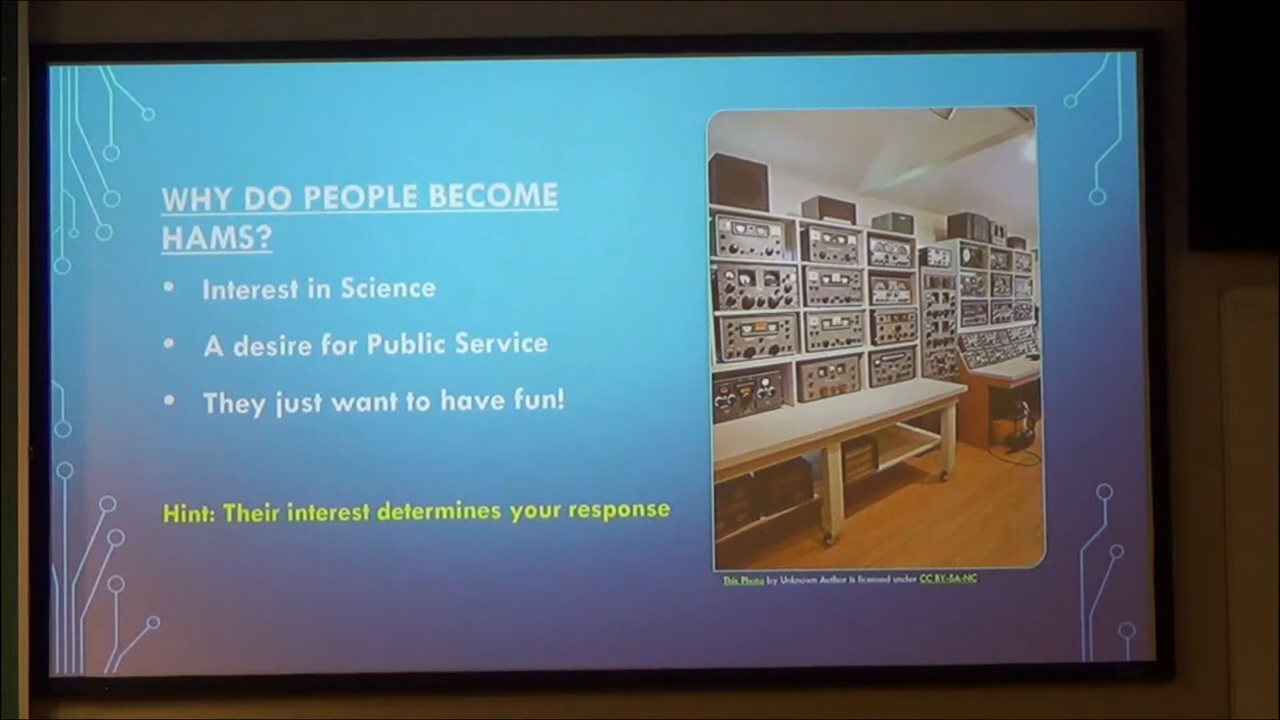 WHY DO PEOPLE BECOME
HAMS?
• Interest in Science
• A desire for Public Service
• They just want to have fun!
Hint: Their interest determines your response
This Photo by Unknown Author is licensed under CC BY-SA-NC